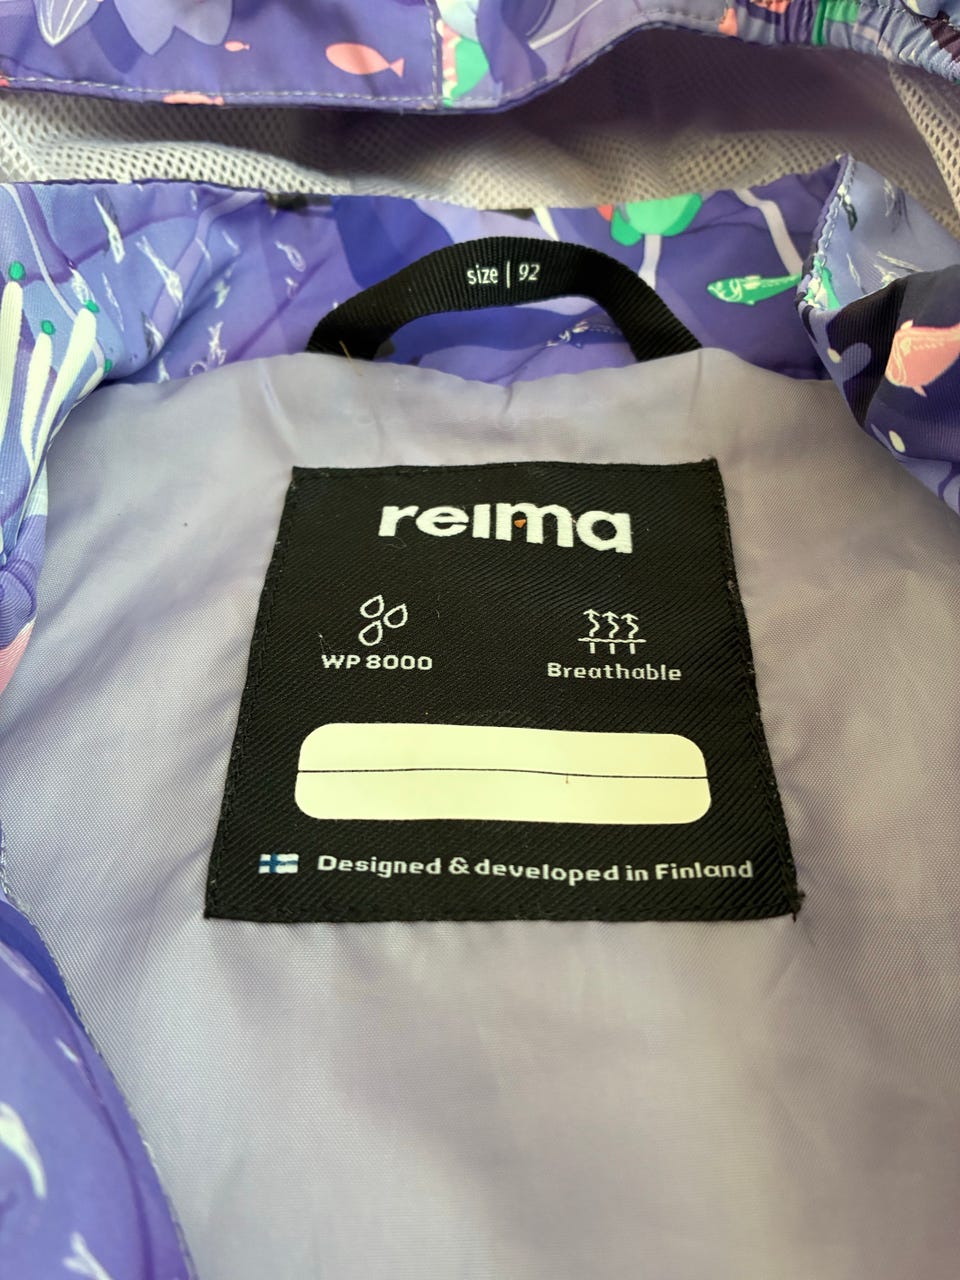 size | 92
reima
WP 8000
Breathable
Designed & developed in Finland